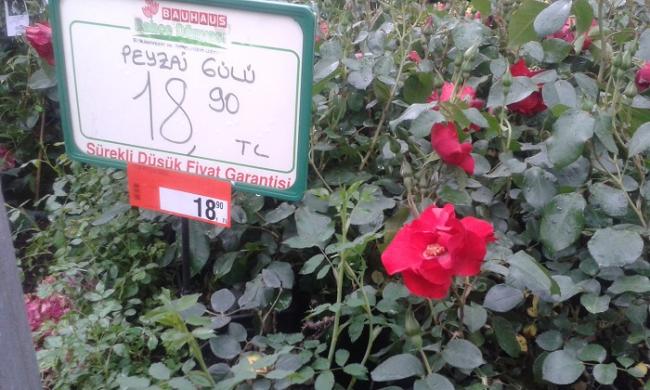 BAUHAUS
PEYZAJ GÜLÜ
18,90 TL
Sürekli Düşük Fiyat Garantisi
18.90